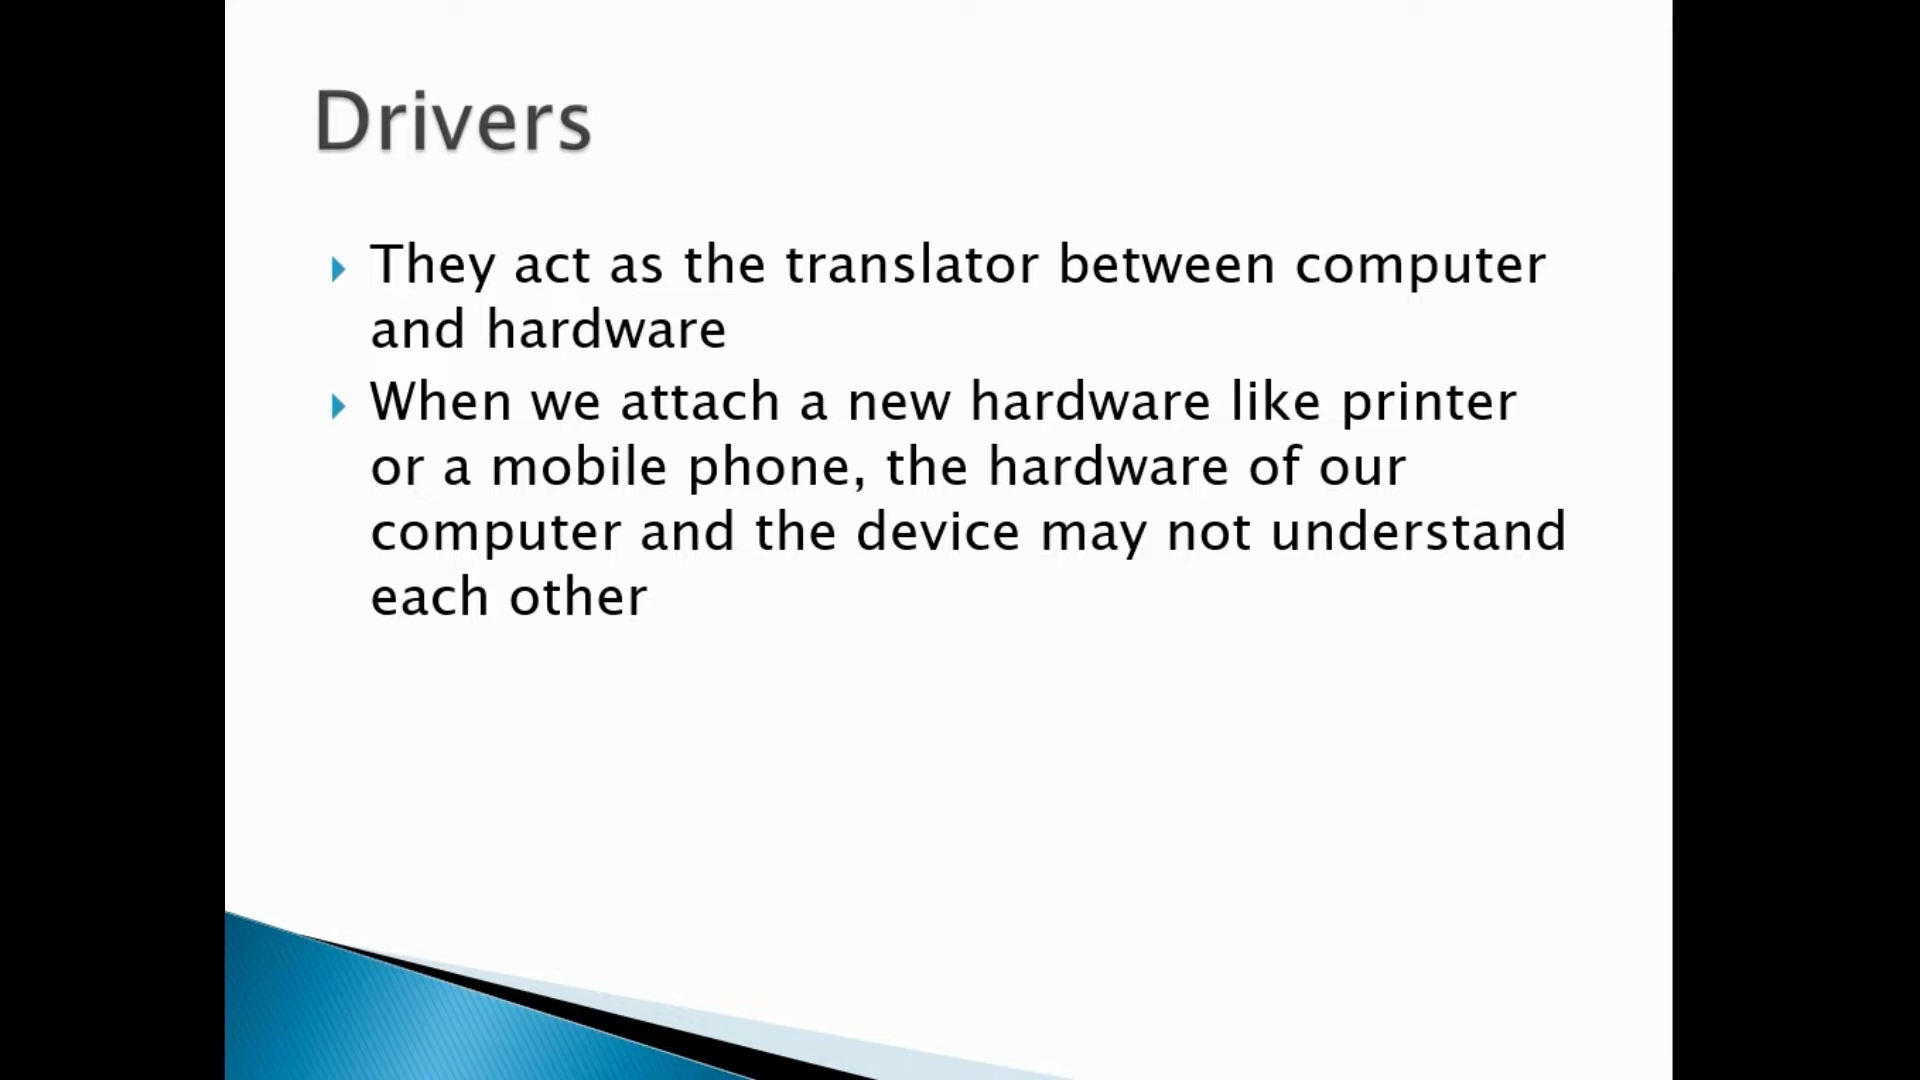 Drivers
They act as the translator between computer
and hardware
When we attach a new hardware like printer
or a mobile phone, the hardware of our
computer and the device may not understand
each other